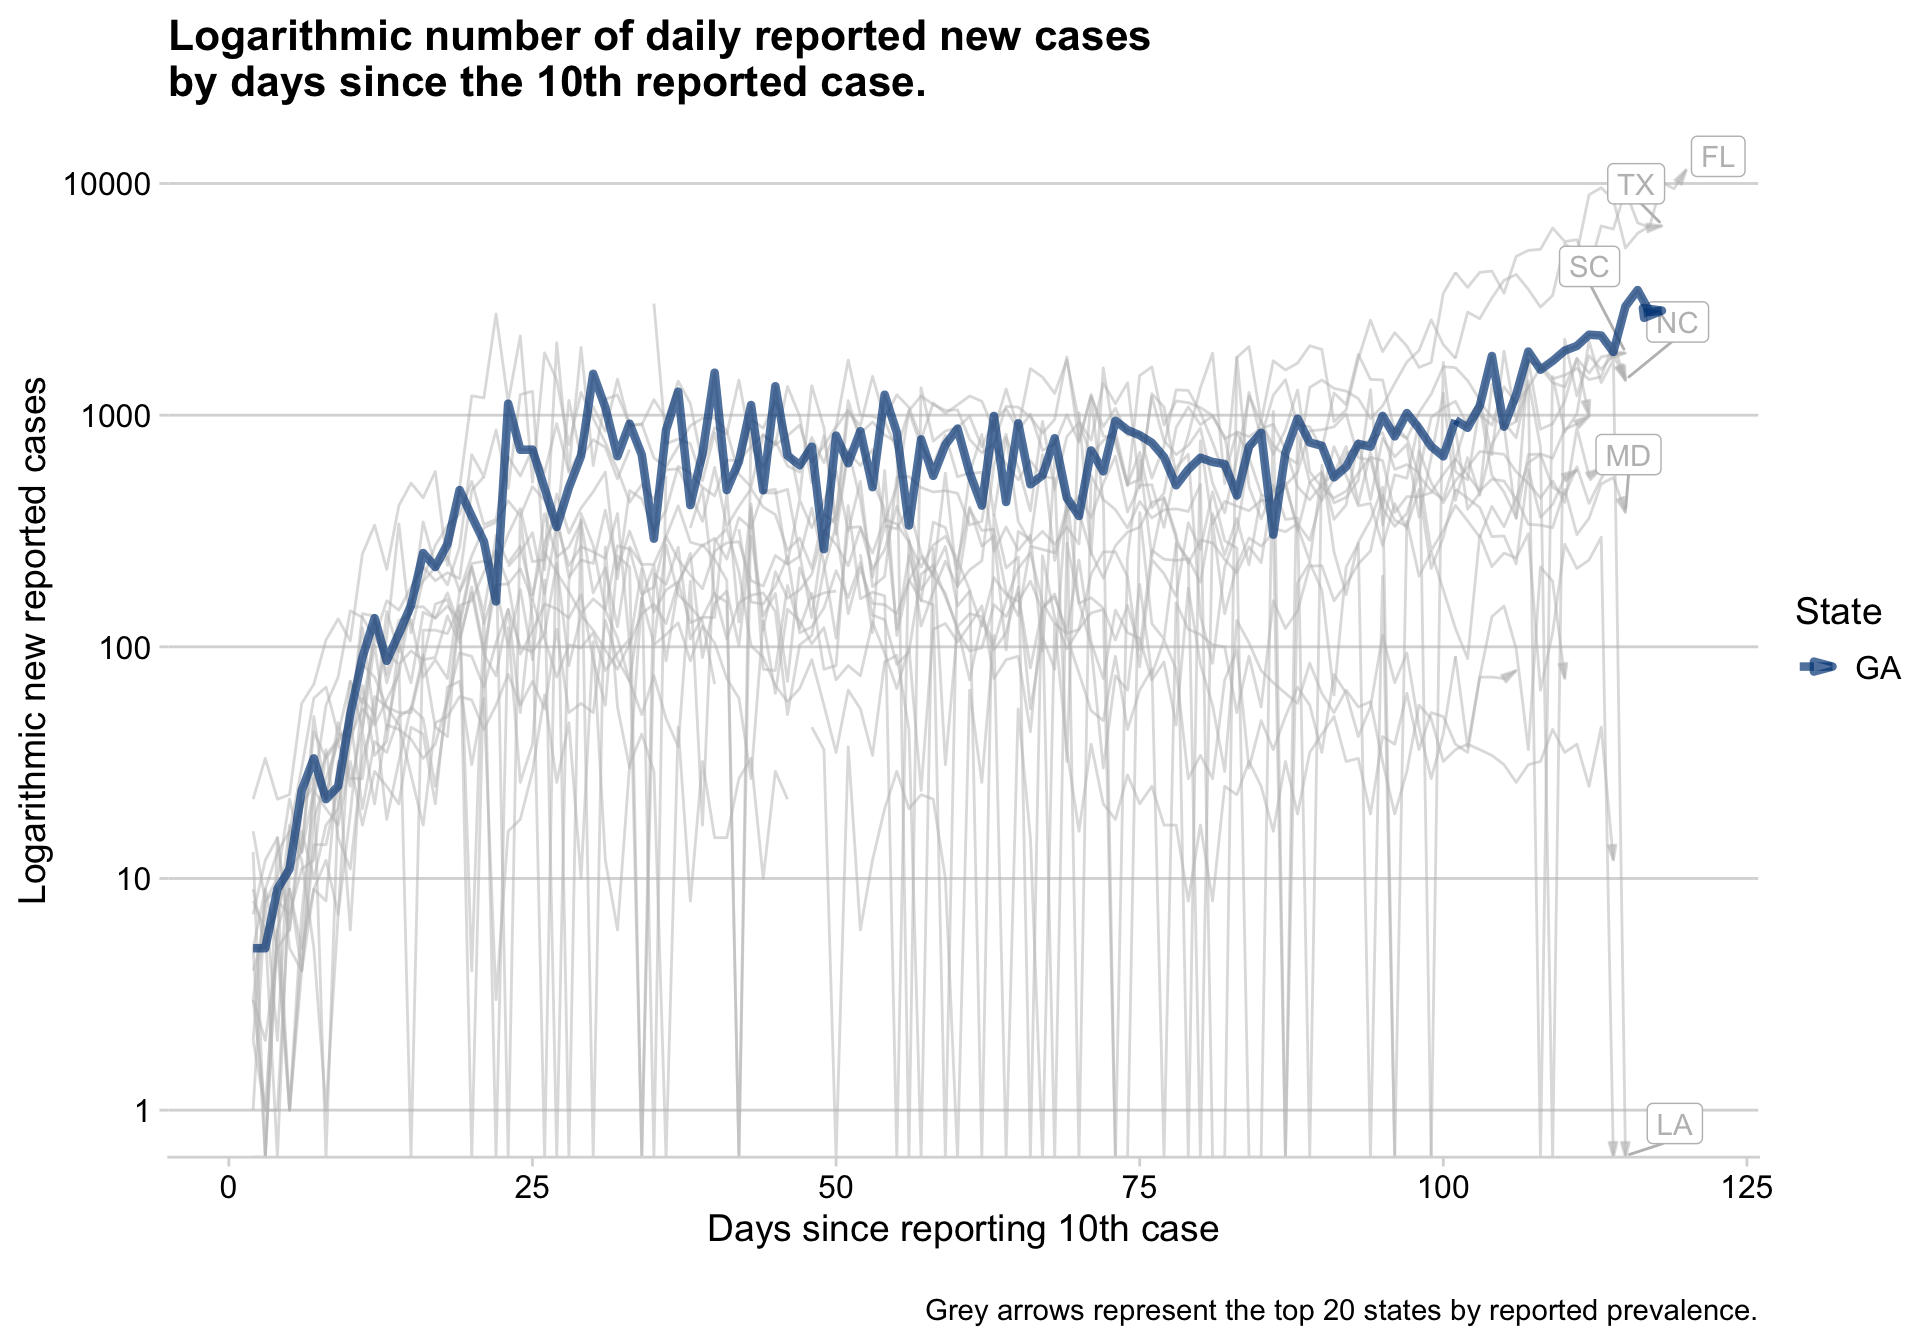 Logarithmic number of daily reported new cases
by days since the 10th reported case.
FL
TX
SC
NC
MD
LA
10000
1000
100
10
1
Logarithmic new reported cases
0
25
50
75
100
125
Days since reporting 10th case
State
GA
Grey arrows represent the top 20 states by reported prevalence.